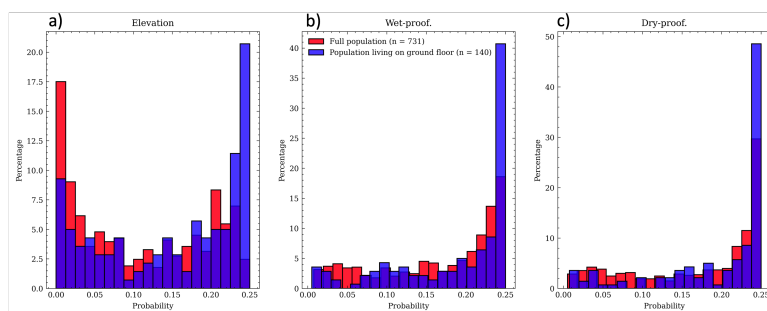 a) Elevation
20.0
17.5
15.0
12.5
10.0
7.5
5.0
2.5
0.0
Percentage
0.00 0.05 0.10 0.15 0.20 0.25
Probability
b) Wet-proof.
Full population (n = 731)
Population living on ground floor (n = 140)
40
35
30
25
20
15
10
5
0
Percentage
0.00 0.05 0.10 0.15 0.20 0.25
Probability
c) Dry-proof.
50
40
30
20
10
0
Percentage
0.00 0.05 0.10 0.15 0.20 0.25
Probability